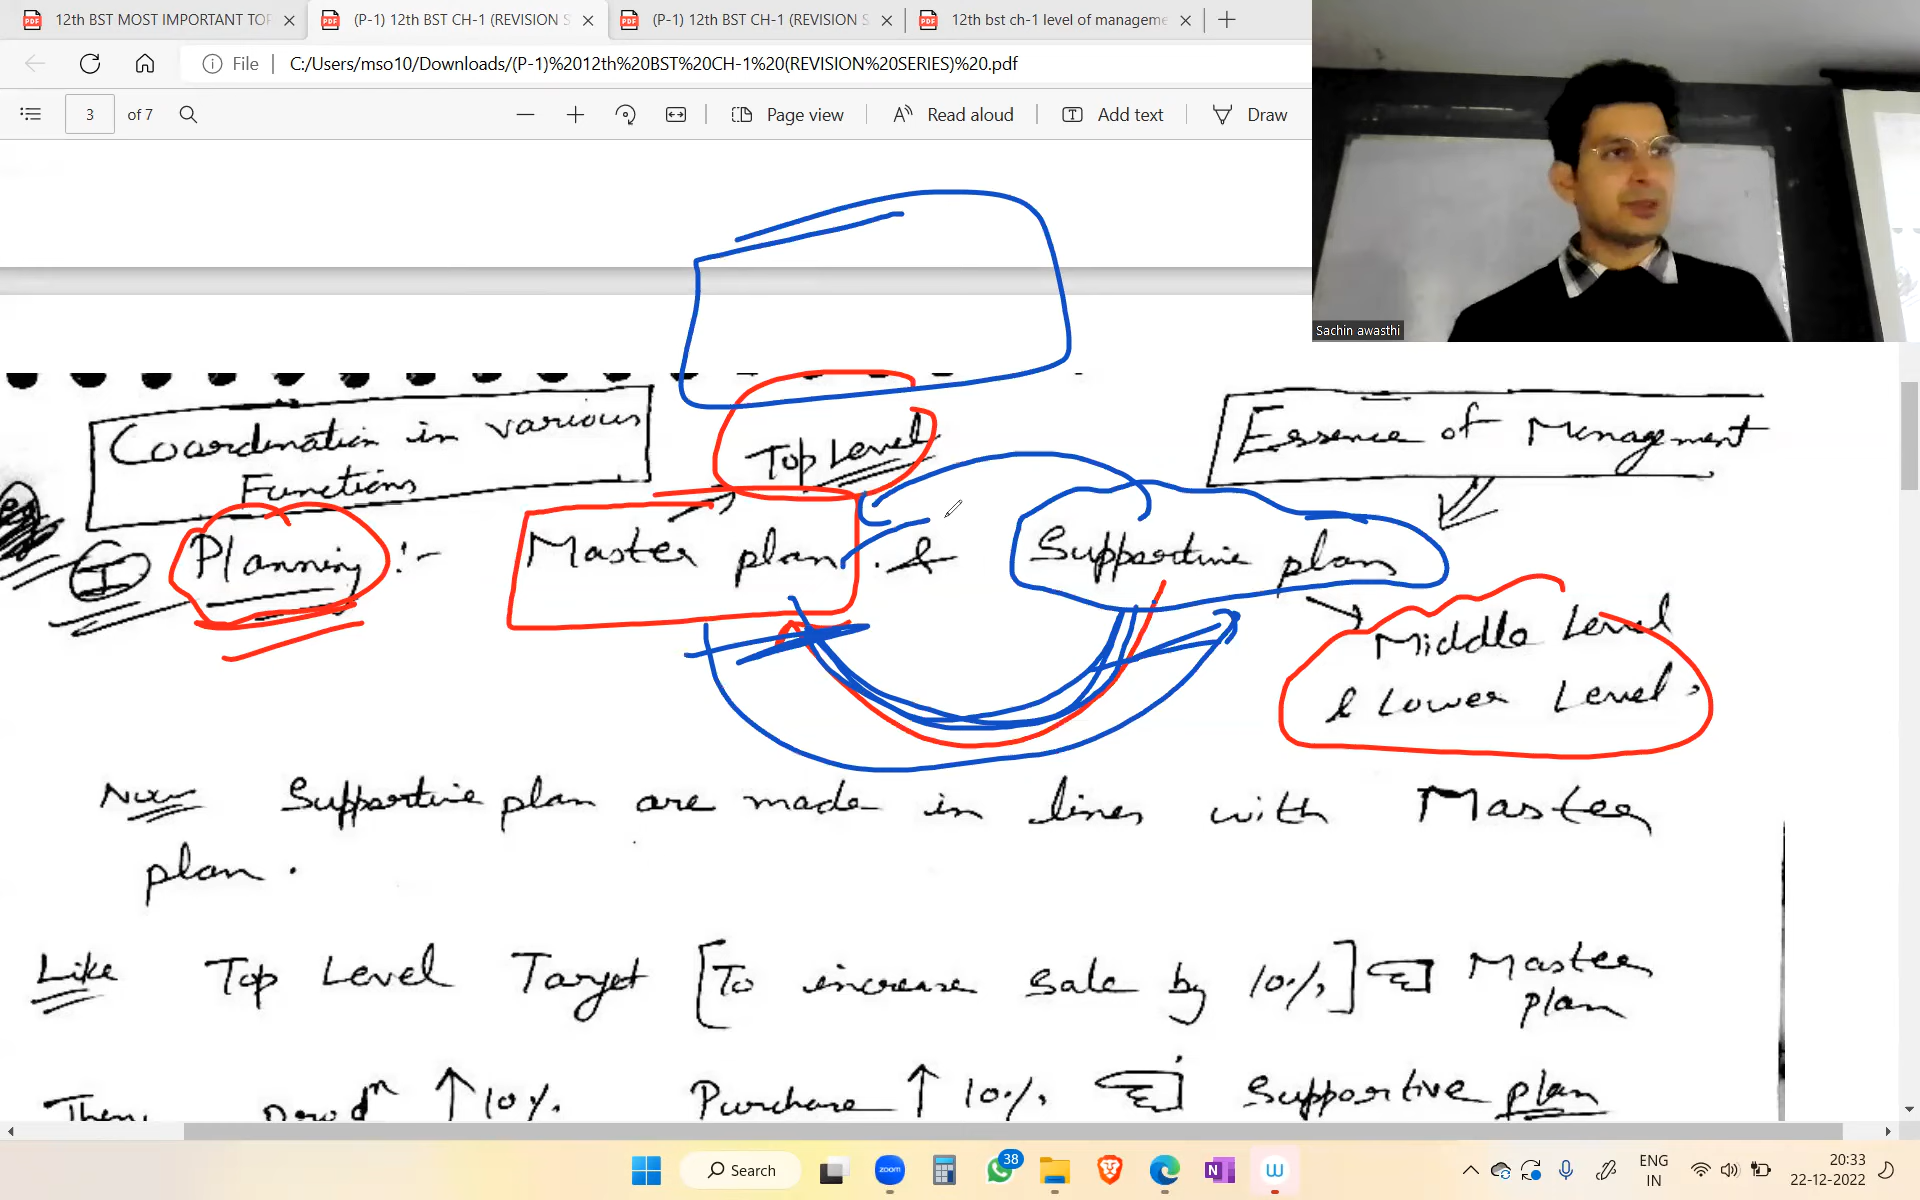 12th BST MOST IMPORTANT TOP
(P-1) 12th BST CH-1 (REVISION S
(P-1) 12th BST CH-1 (REVISION S
12th bst ch-1 level of manageme
File
C:/Users/mso10/Downloads/(P-1)%2012th%20BST%20CH-1%20(REVISION%20SERIES)%20.pdf
3 of 7
Page view
Read aloud
Add text
Draw
Sachin awasthi
Coordination in various
Functions
Top Level
Essence of Management
I Planning :- Master plan . & Supportive plan
Middle Level
& Lower Level.
Now Supportive plan are made in lines with Master
plan .
Like Top Level Target [To increase sale by 10%] Master
plan
Then, Prodn ↑ 10% Purchase ↑ 10% Supportive plan
Search
zoom
38
ENG
IN
20:33
22-12-2022